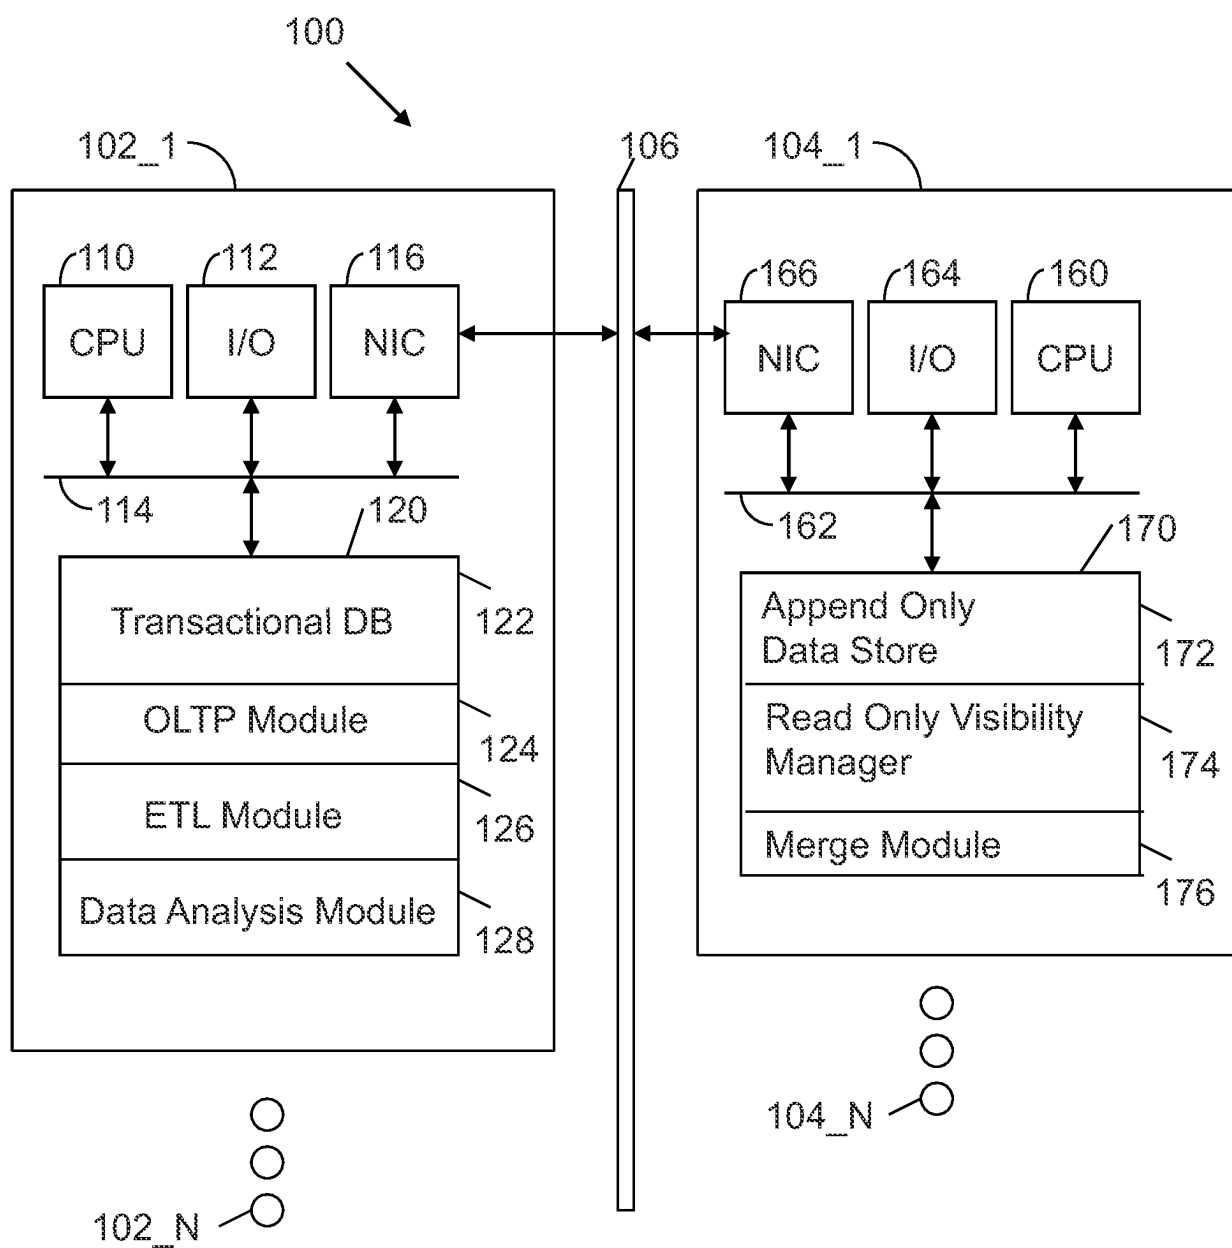 100
102_1
106
104_1
110
112
116
166
164
160
CPU
I/O
NIC
NIC
I/O
CPU
114
120
162
170
Transactional DB
122
Append Only
Data Store
172
OLTP Module
124
Read Only Visibility
Manager
174
ETL Module
126
Merge Module
176
Data Analysis Module
128
104_N
102_N